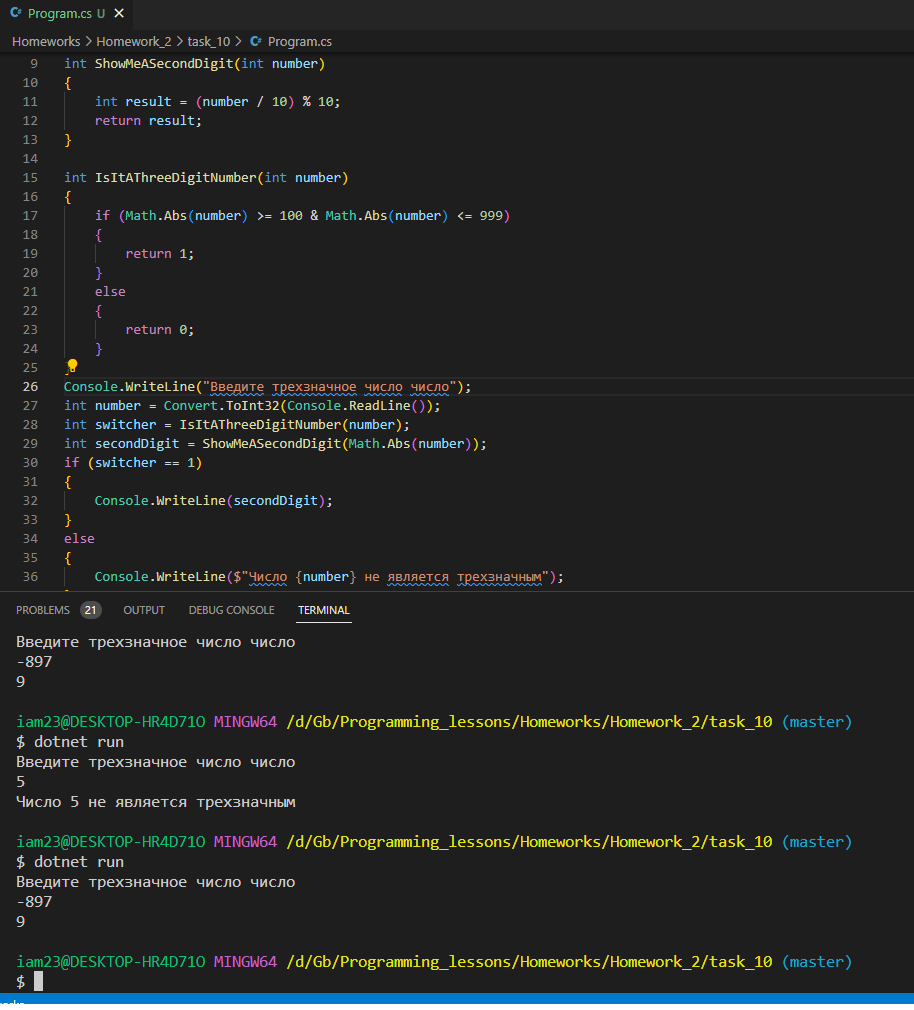 Program.cs U
Homeworks > Homework_2 > task_10 > Program.cs
9 int ShowMeASecondDigit(int number)
10 {
11 int result = (number / 10) % 10;
12 return result;
13 }
14
15 int IsItAThreeDigitNumber(int number)
16 {
17 if (Math.Abs(number) >= 100 & Math.Abs(number) <= 999)
18 {
19 return 1;
20 }
21 else
22 {
23 return 0;
24 }
25 }
26 Console.WriteLine("Введите трехзначное число число");
27 int number = Convert.ToInt32(Console.ReadLine());
28 int switcher = IsItAThreeDigitNumber(number);
29 int secondDigit = ShowMeASecondDigit(Math.Abs(number));
30 if (switcher == 1)
31 {
32 Console.WriteLine(secondDigit);
33 }
34 else
35 {
36 Console.WriteLine($"Число {number} не является трехзначным");
PROBLEMS 21 OUTPUT DEBUG CONSOLE TERMINAL
Введите трехзначное число число
-897
9
iam23@DESKTOP-HR4D71O MINGW64 /d/Gb/Programming_lessons/Homeworks/Homework_2/task_10 (master)
$ dotnet run
Введите трехзначное число число
5
Число 5 не является трехзначным
iam23@DESKTOP-HR4D71O MINGW64 /d/Gb/Programming_lessons/Homeworks/Homework_2/task_10 (master)
$ dotnet run
Введите трехзначное число число
-897
9
iam23@DESKTOP-HR4D71O MINGW64 /d/Gb/Programming_lessons/Homeworks/Homework_2/task_10 (master)
$